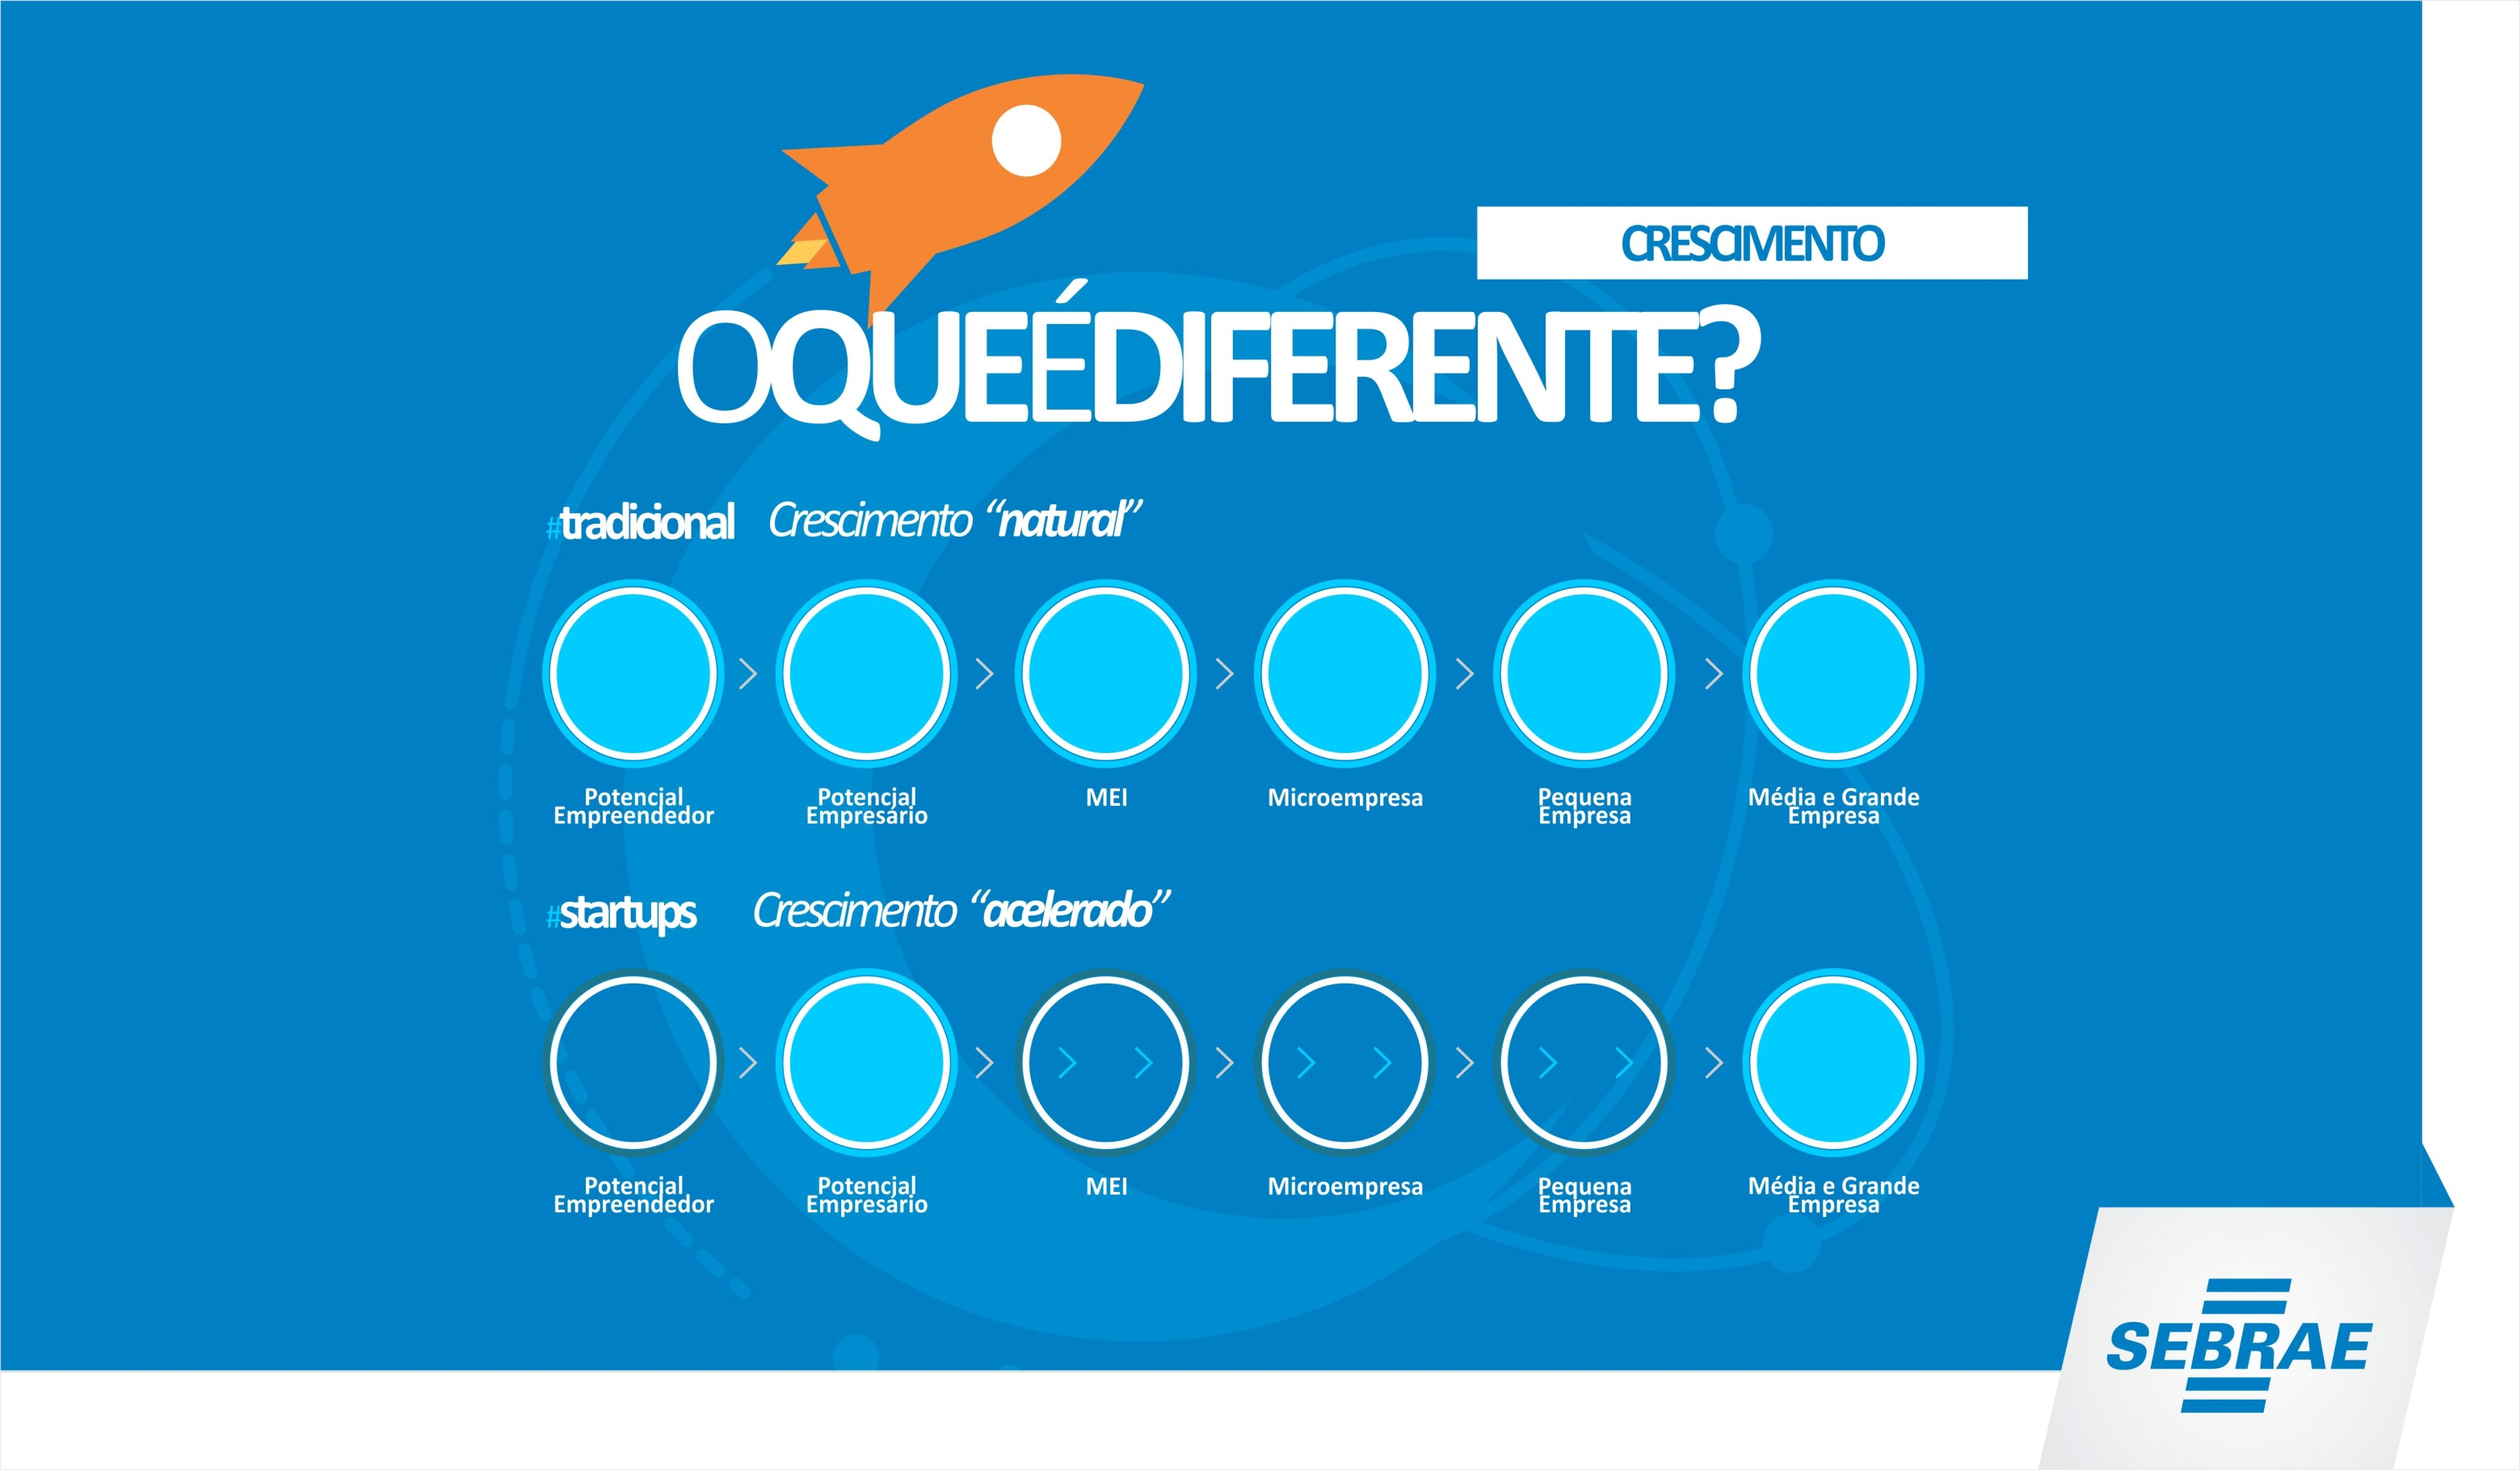 CRESCIMENTO
OQUEÉDIFERENTE?
#tradicional Crescimento “natural”
Potencial Potencial MEI Microempresa Pequena Média e Grande
Empreendedor Empresário Empresa Empresa
#startups Crescimento “acelerado”
Potencial Potencial MEI Microempresa Pequena Média e Grande
Empreendedor Empresário Empresa Empresa
SEBRAE